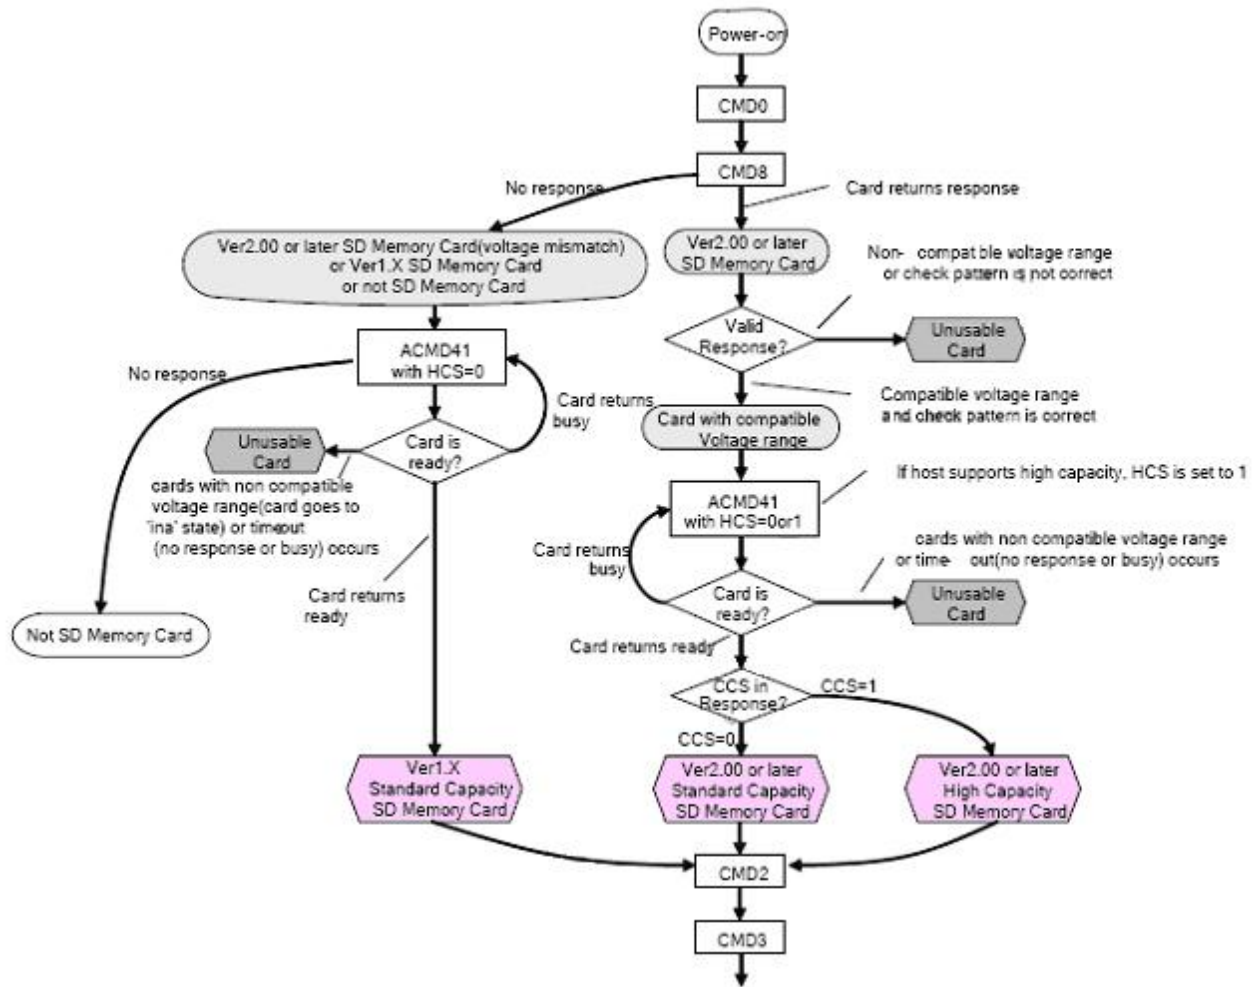 Power-on
CMD0
CMD8
No response
Card returns response
Ver2.00 or later SD Memory Card(voltage mismatch)
or Ver1.X SD Memory Card
or not SD Memory Card
Ver2.00 or later
SD Memory Card
Non- compatible voltage range
or check pattern is not correct
Valid
Response?
Unusable
Card
ACMD41
with HCS=0
No response
Card returns
busy
Compatible voltage range
and check pattern is correct
Card with compatible
Voltage range
Unusable
Card
Card is
ready?
cards with non compatible
voltage range(card goes to
'ina' state) or timeout
(no response or busy) occurs
If host supports high capacity, HCS is set to 1
ACMD41
with HCS=0or1
Card returns
busy
cards with non compatible voltage range
or time- out(no response or busy) occurs
Card is
ready?
Unusable
Card
Card returns
ready
Not SD Memory Card
Card returns ready
CCS in
Response?
CCS=1
CCS=0
Ver1.X
Standard Capacity
SD Memory Card
Ver2.00 or later
Standard Capacity
SD Memory Card
Ver2.00 or later
High Capacity
SD Memory Card
CMD2
CMD3